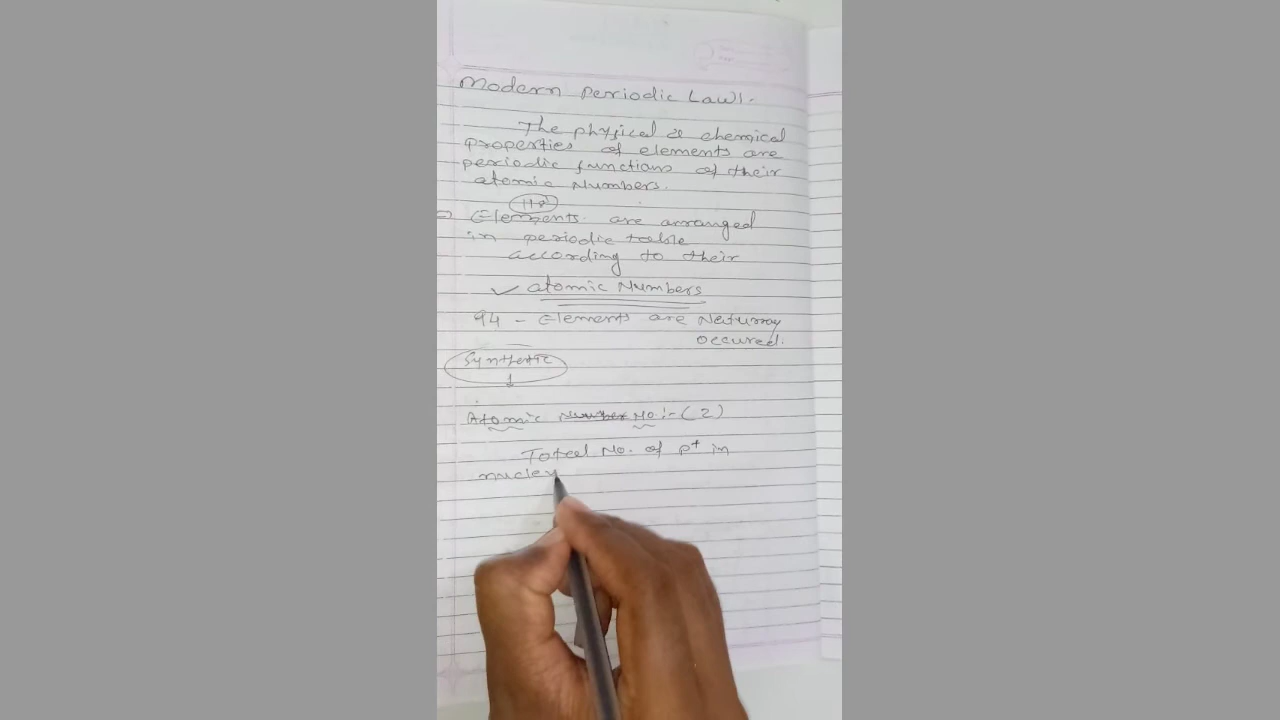 Modern Periodic Law:-
The physical & chemical
properties of elements are
periodic functions of their
atomic Numbers.
118
⇒ Elements are arranged
in periodic table
according to their
✓ atomic Numbers
94 - Elements are
occured.
Synthetic
↓
Atomic Number No:- (Z)
Total No. of P+ in
nucleu